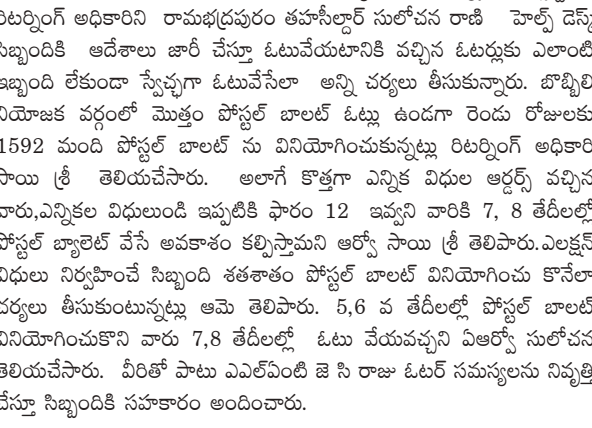 రిటర్నింగ్ అధికారిని రామభద్రపురం తహసీల్దార్ సులోచన రాణి హెల్ప్ డెస్క్
సిబ్బందికి ఆదేశాలు జారీ చేస్తూ ఓటువేయటానికి వచ్చిన ఓటర్లుకు ఎలాంటి
ఇబ్బంది లేకుండా స్వేచ్ఛగా ఓటువేసేలా అన్ని చర్యలు తీసుకున్నారు. బొబ్బిలి
నియోజక వర్గంలో మొత్తం పోస్టల్ బాలట్ ఓట్లు ఉండగా రెండు రోజులకు
1592 మంది పోస్టల్ బాలట్ ను వినియోగించుకున్నట్లు రిటర్నింగ్ అధికారి
సాయి శ్రీ తెలియచేసారు. అలాగే కొత్తగా ఎన్నిక విధుల ఆర్డర్స్ వచ్చిన
వారు,ఎన్నికల విధులుండి ఇప్పటికి ఫారం 12 ఇవ్వని వారికి 7, 8 తేదీలల్లో
పోస్టల్ బ్యాలెట్ వేసే అవకాశం కల్పిస్తామని ఆర్వో సాయి శ్రీ తెలిపారు.ఎలక్షన్
విధులు నిర్వహించే సిబ్బంది శతశాతం పోస్టల్ బాలట్ వినియోగించు కొనేలా
చర్యలు తీసుకుంటున్నట్లు ఆమె తెలిపారు. 5,6 వ తేదీలల్లో పోస్టల్ బాలట్
వినియోగించుకొని వారు 7,8 తేదీలల్లో ఓటు వేయవచ్చని ఏఆర్వో సులోచన
తెలియచేసారు. వీరితో పాటు ఎఎల్ఏంటి జె సి రాజు ఓటర్ సమస్యలను నివృత్తి
చేస్తూ సిబ్బందికి సహకారం అందించారు.